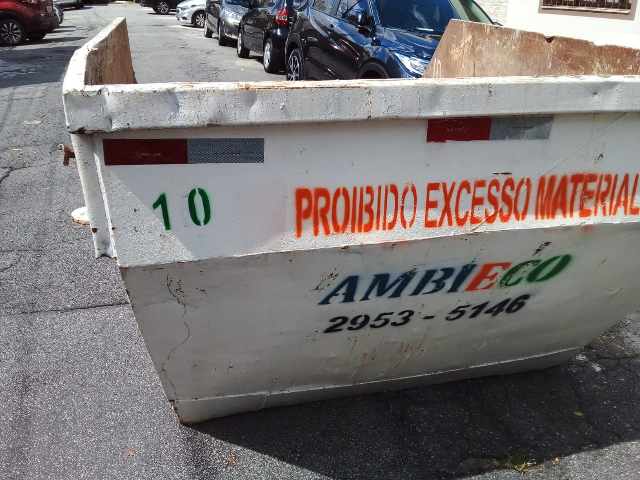 10
PROIBIDO EXCESSO MATERIAL
AMBIECO
2953 - 5146